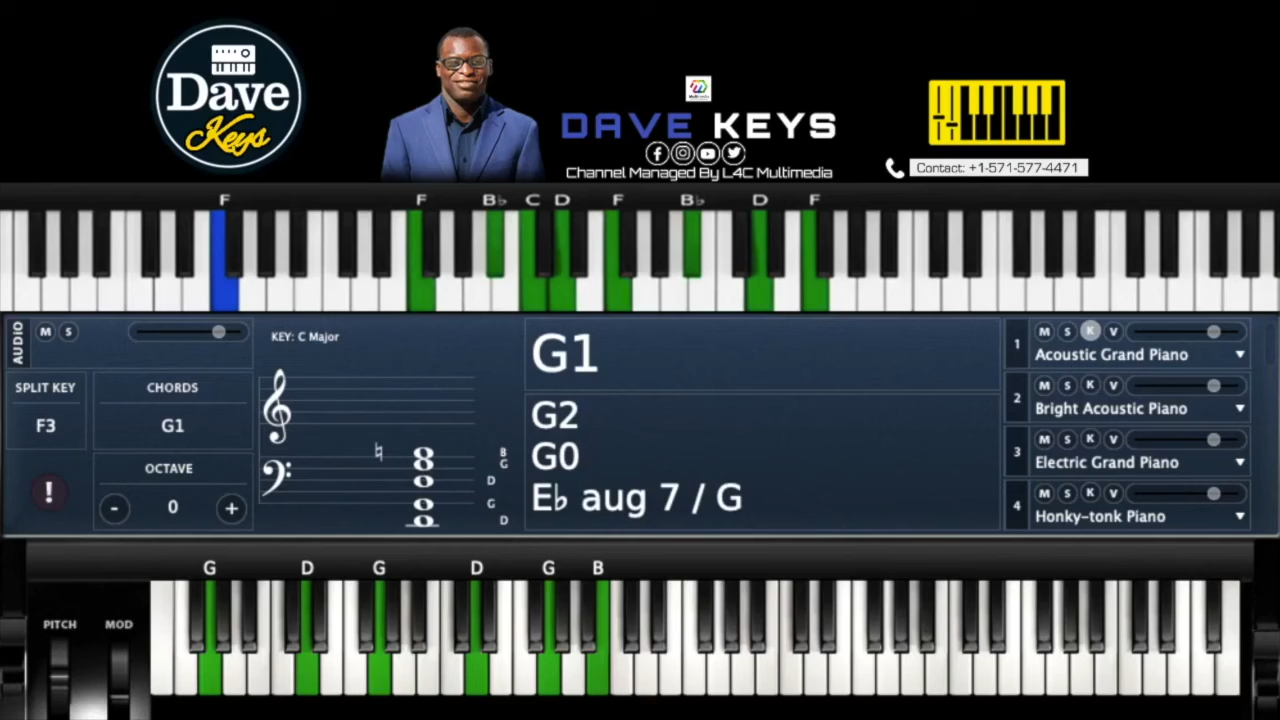 Dave
Keys
Multimedia
DAVE KEYS
Channel Managed By L4C Multimedia
Contact: +1-571-577-4471
F F B♭ C D F B♭ D F
AUDIO
M S
KEY: C Major
SPLIT KEY
F3
CHORDS
G1
OCTAVE
- 0 +
!
B
G
D
G
D
G1
G2
G0
E♭ aug 7 / G
1 M S K V
Acoustic Grand Piano
2 M S K V
Bright Acoustic Piano
3 M S K V
Electric Grand Piano
4 M S K V
Honky-tonk Piano
G D G D G B
PITCH MOD